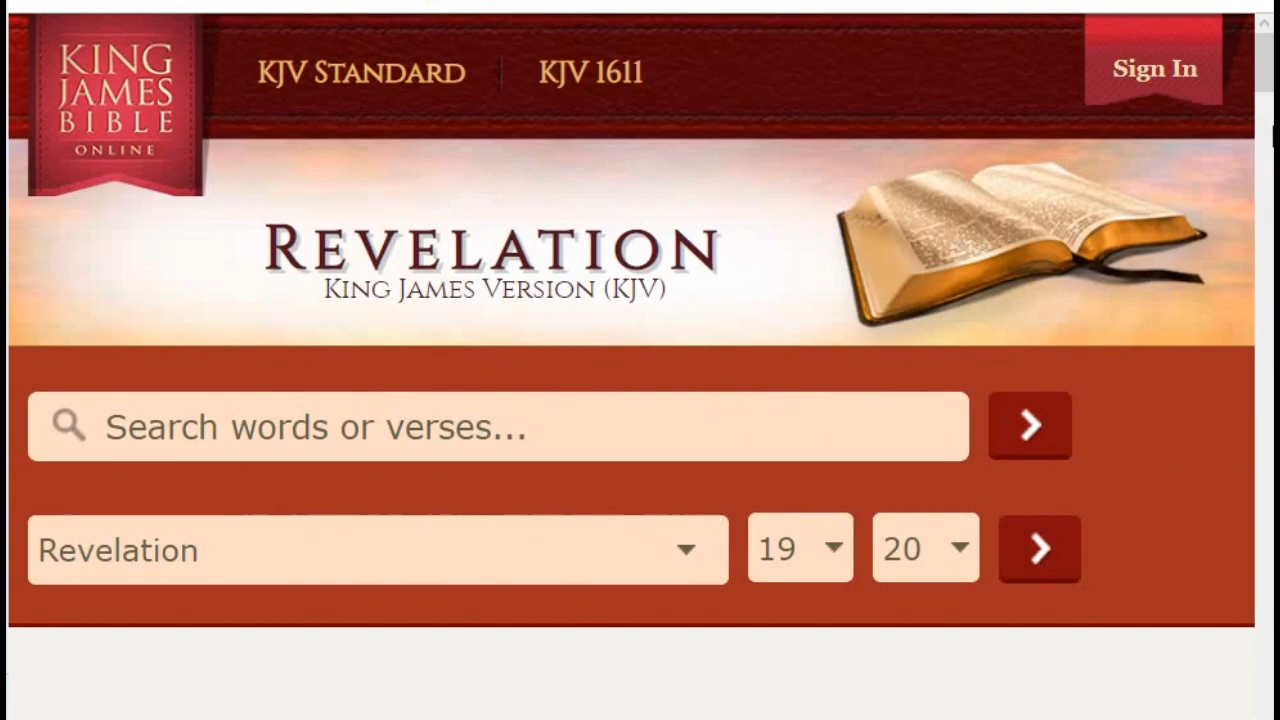 KING
JAMES
BIBLE
ONLINE
KJV STANDARD
KJV 1611
Sign In
REVELATION
KING JAMES VERSION (KJV)
Search words or verses...
Revelation
19
20